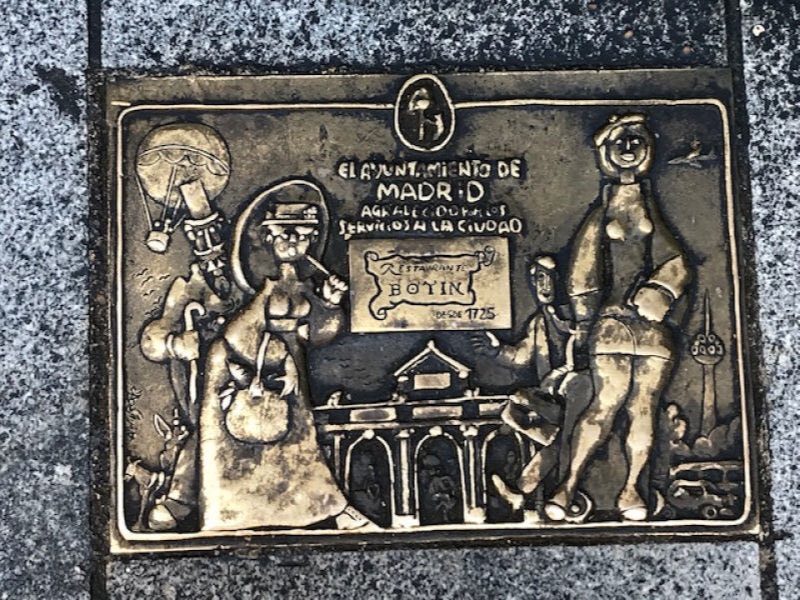 El AYUNTAMIENTO DE
MADRID
AGRADECIDO POR LOS
SERVICIOS A LA CIUDAD
RESTAURANTE
BOTIN
DESDE 1725